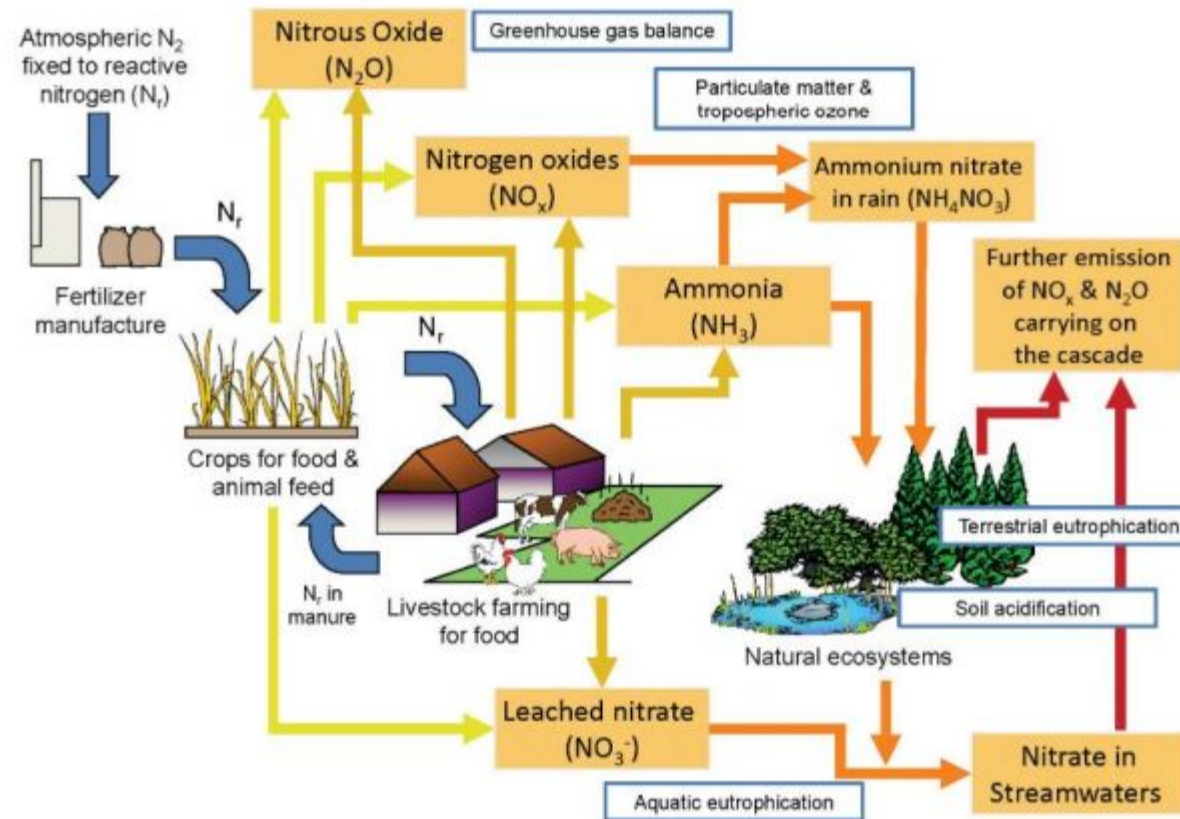 Atmospheric N₂
fixed to reactive
nitrogen (Nᵣ)
Nitrous Oxide
(N₂O)
Greenhouse gas balance
Particulate matter &
tropospheric ozone
Nitrogen oxides
(NOₓ)
Ammonium nitrate
in rain (NH₄NO₃)
Nᵣ
Fertilizer
manufacture
Ammonia
(NH₃)
Further emission
of NOₓ & N₂O
carrying on
the cascade
Nᵣ
Crops for food &
animal feed
Nᵣ in
manure
Livestock farming
for food
Terrestrial eutrophication
Soil acidification
Natural ecosystems
Leached nitrate
(NO₃⁻)
Nitrate in
Streamwaters
Aquatic eutrophication